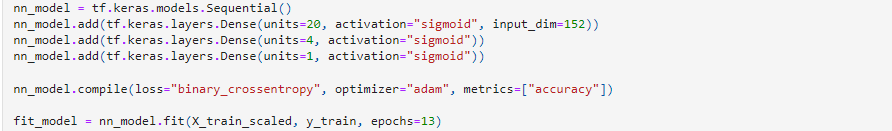 nn_model = tf.keras.models.Sequential()
nn_model.add(tf.keras.layers.Dense(units=20, activation="sigmoid", input_dim=152))
nn_model.add(tf.keras.layers.Dense(units=4, activation="sigmoid"))
nn_model.add(tf.keras.layers.Dense(units=1, activation="sigmoid"))
nn_model.compile(loss="binary_crossentropy", optimizer="adam", metrics=["accuracy"])
fit_model = nn_model.fit(X_train_scaled, y_train, epochs=13)